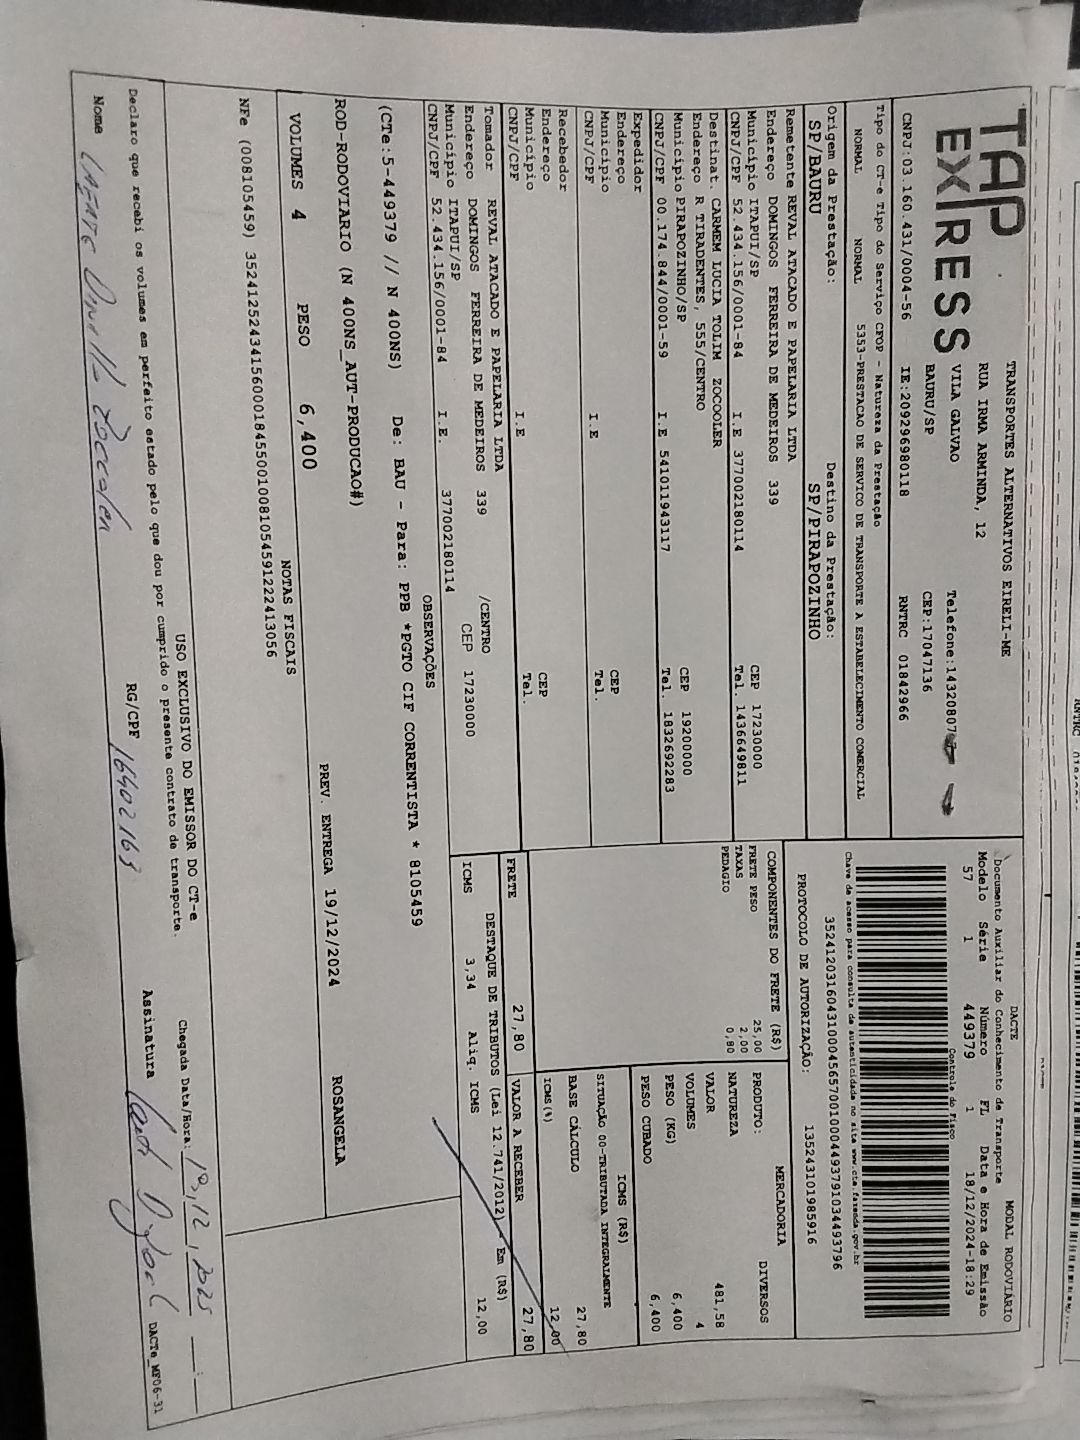 TAP EXPRESS
TRANSPORTES ALTERNATIVOS EIRELI-ME
RUA IRMA ARMINDA, 12
VILA GALVAO Telefone:14320807
BAURU/SP CEP:17047136
CNPJ:03.160.431/0004-56 IE:209296980118 RNTRC 01842966
DACTE MODAL RODOVIÁRIO
Documento Auxiliar do Conhecimento de Transporte
Modelo Série Número FL Data e Hora de Emissão
57 1 449379 1 18/12/2024-18:29
Controle do Fisco
Chave de acesso para consulta de autenticidade no site www.cte.fazenda.gov.br
35241203160431000456570010004493791034493796
PROTOCOLO DE AUTORIZAÇÃO: 135243101985916
Tipo do CT-e Tipo do Serviço CFOP - Natureza da Prestação
NORMAL NORMAL 5353-PRESTACAO DE SERVICO DE TRANSPORTE A ESTABELECIMENTO COMERCIAL
Origem da Prestação: Destino da Prestação:
SP/BAURU SP/PIRAPOZINHO
Remetente REVAL ATACADO E PAPELARIA LTDA
Endereço DOMINGOS FERREIRA DE MEDEIROS 339
Município ITAPUI/SP CEP 17230000
CNPJ/CPF 52.434.156/0001-84 I.E 377002180114 Tel. 1436649811
Destinat. CARMEM LUCIA TOLIM ZOCOOLER
Endereço R TIRADENTES, 555/CENTRO
Município PIRAPOZINHO/SP CEP 19200000
CNPJ/CPF 00.174.844/0001-59 I.E 541011943117 Tel. 1832692283
Expedidor
Endereço
Município CEP
CNPJ/CPF I.E Tel.
Recebedor
Endereço
Município CEP
CNPJ/CPF I.E Tel.
Tomador REVAL ATACADO E PAPELARIA LTDA
Endereço DOMINGOS FERREIRA DE MEDEIROS 339 /CENTRO
Município ITAPUI/SP CEP 17230000
CNPJ/CPF 52.434.156/0001-84 I.E. 377002180114
COMPONENTES DO FRETE (R$)
FRETE PESO 25,00
TAXAS 2,00
PEDAGIO 0,80
FRETE 27,80
MERCADORIA
PRODUTO: DIVERSOS
NATUREZA
VALOR 481,58
VOLUMES 4
PESO (KG) 6,400
PESO CUBADO 6,400
ICMS (R$)
SITUAÇÃO 00-TRIBUTADA INTEGRALMENTE
BASE CÁLCULO 27,80
ICMS(%) 12,00
VALOR A RECEBER 27,80
DESTAQUE DE TRIBUTOS (Lei 12.741/2012) - Em (R$)
ICMS 3,34 Aliq. ICMS 12,00
OBSERVAÇÕES
(CTe:5-449379 // N 400NS) De: BAU - Para: PPB *PGTO CIF CORRENTISTA * 8105459
ROD-RODOVIARIO (N 400NS_AUT-PRODUCAO#)
VOLUMES 4 PESO 6,400 PREV. ENTREGA 19/12/2024 ROSANGELA
NOTAS FISCAIS
NFe (008105459) 35241252434156000184550010081054591222413056
USO EXCLUSIVO DO EMISSOR DO CT-e
Declaro que recebi os volumes em perfeito estado pelo que dou por cumprido o presente contrato de transporte.
Chegada Data/Hora: 19,12,2025 :
Nome Zoccoler RG/CPF 16402163 Assinatura
DACTe_MF06-31